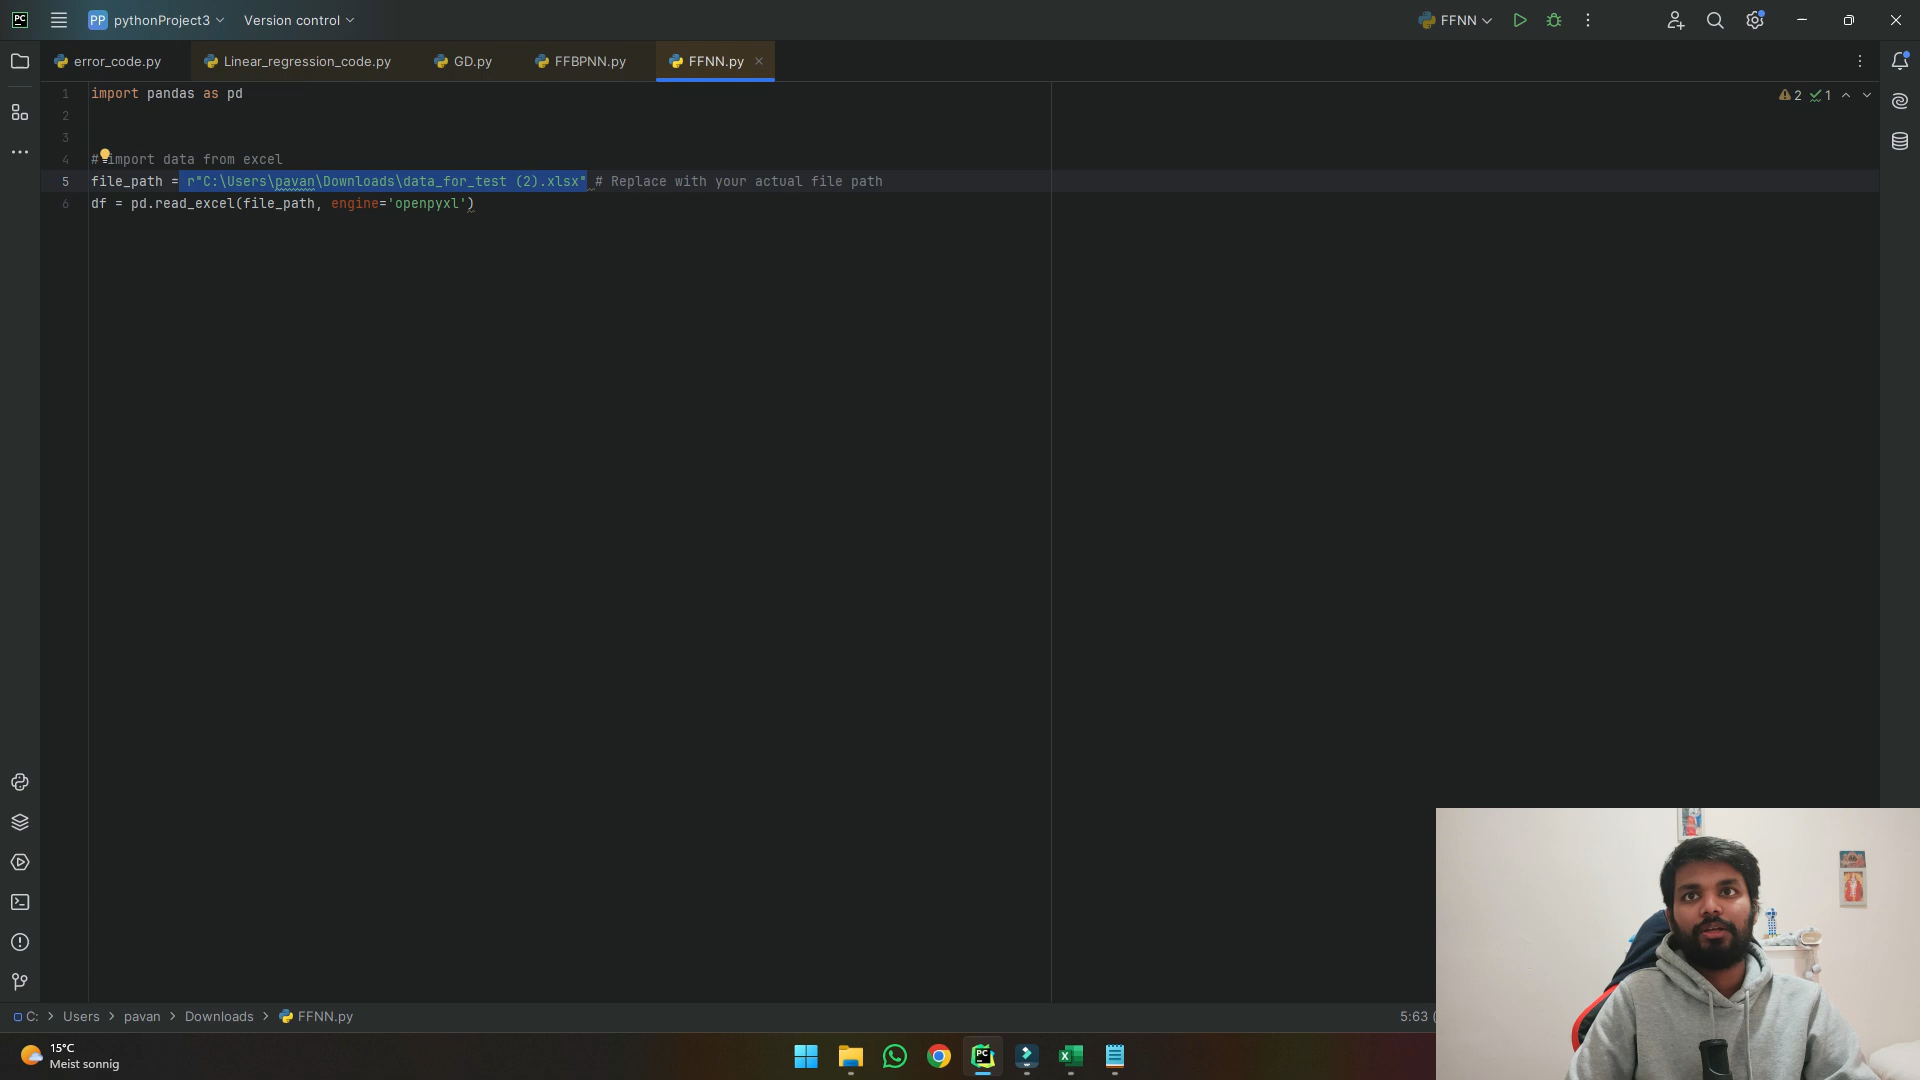 PC
PP pythonProject3 Version control FFNN
error_code.py Linear_regression_code.py GD.py FFBPNN.py FFNN.py
1 import pandas as pd
2 1
2
3
4 # import data from excel
5 file_path = r"C:\Users\pavan\Downloads\data_for_test (2).xlsx" # Replace with your actual file path
6 df = pd.read_excel(file_path, engine='openpyxl')
C: > Users > pavan > Downloads > FFNN.py 5:63 (
15°C
Meist sonnig